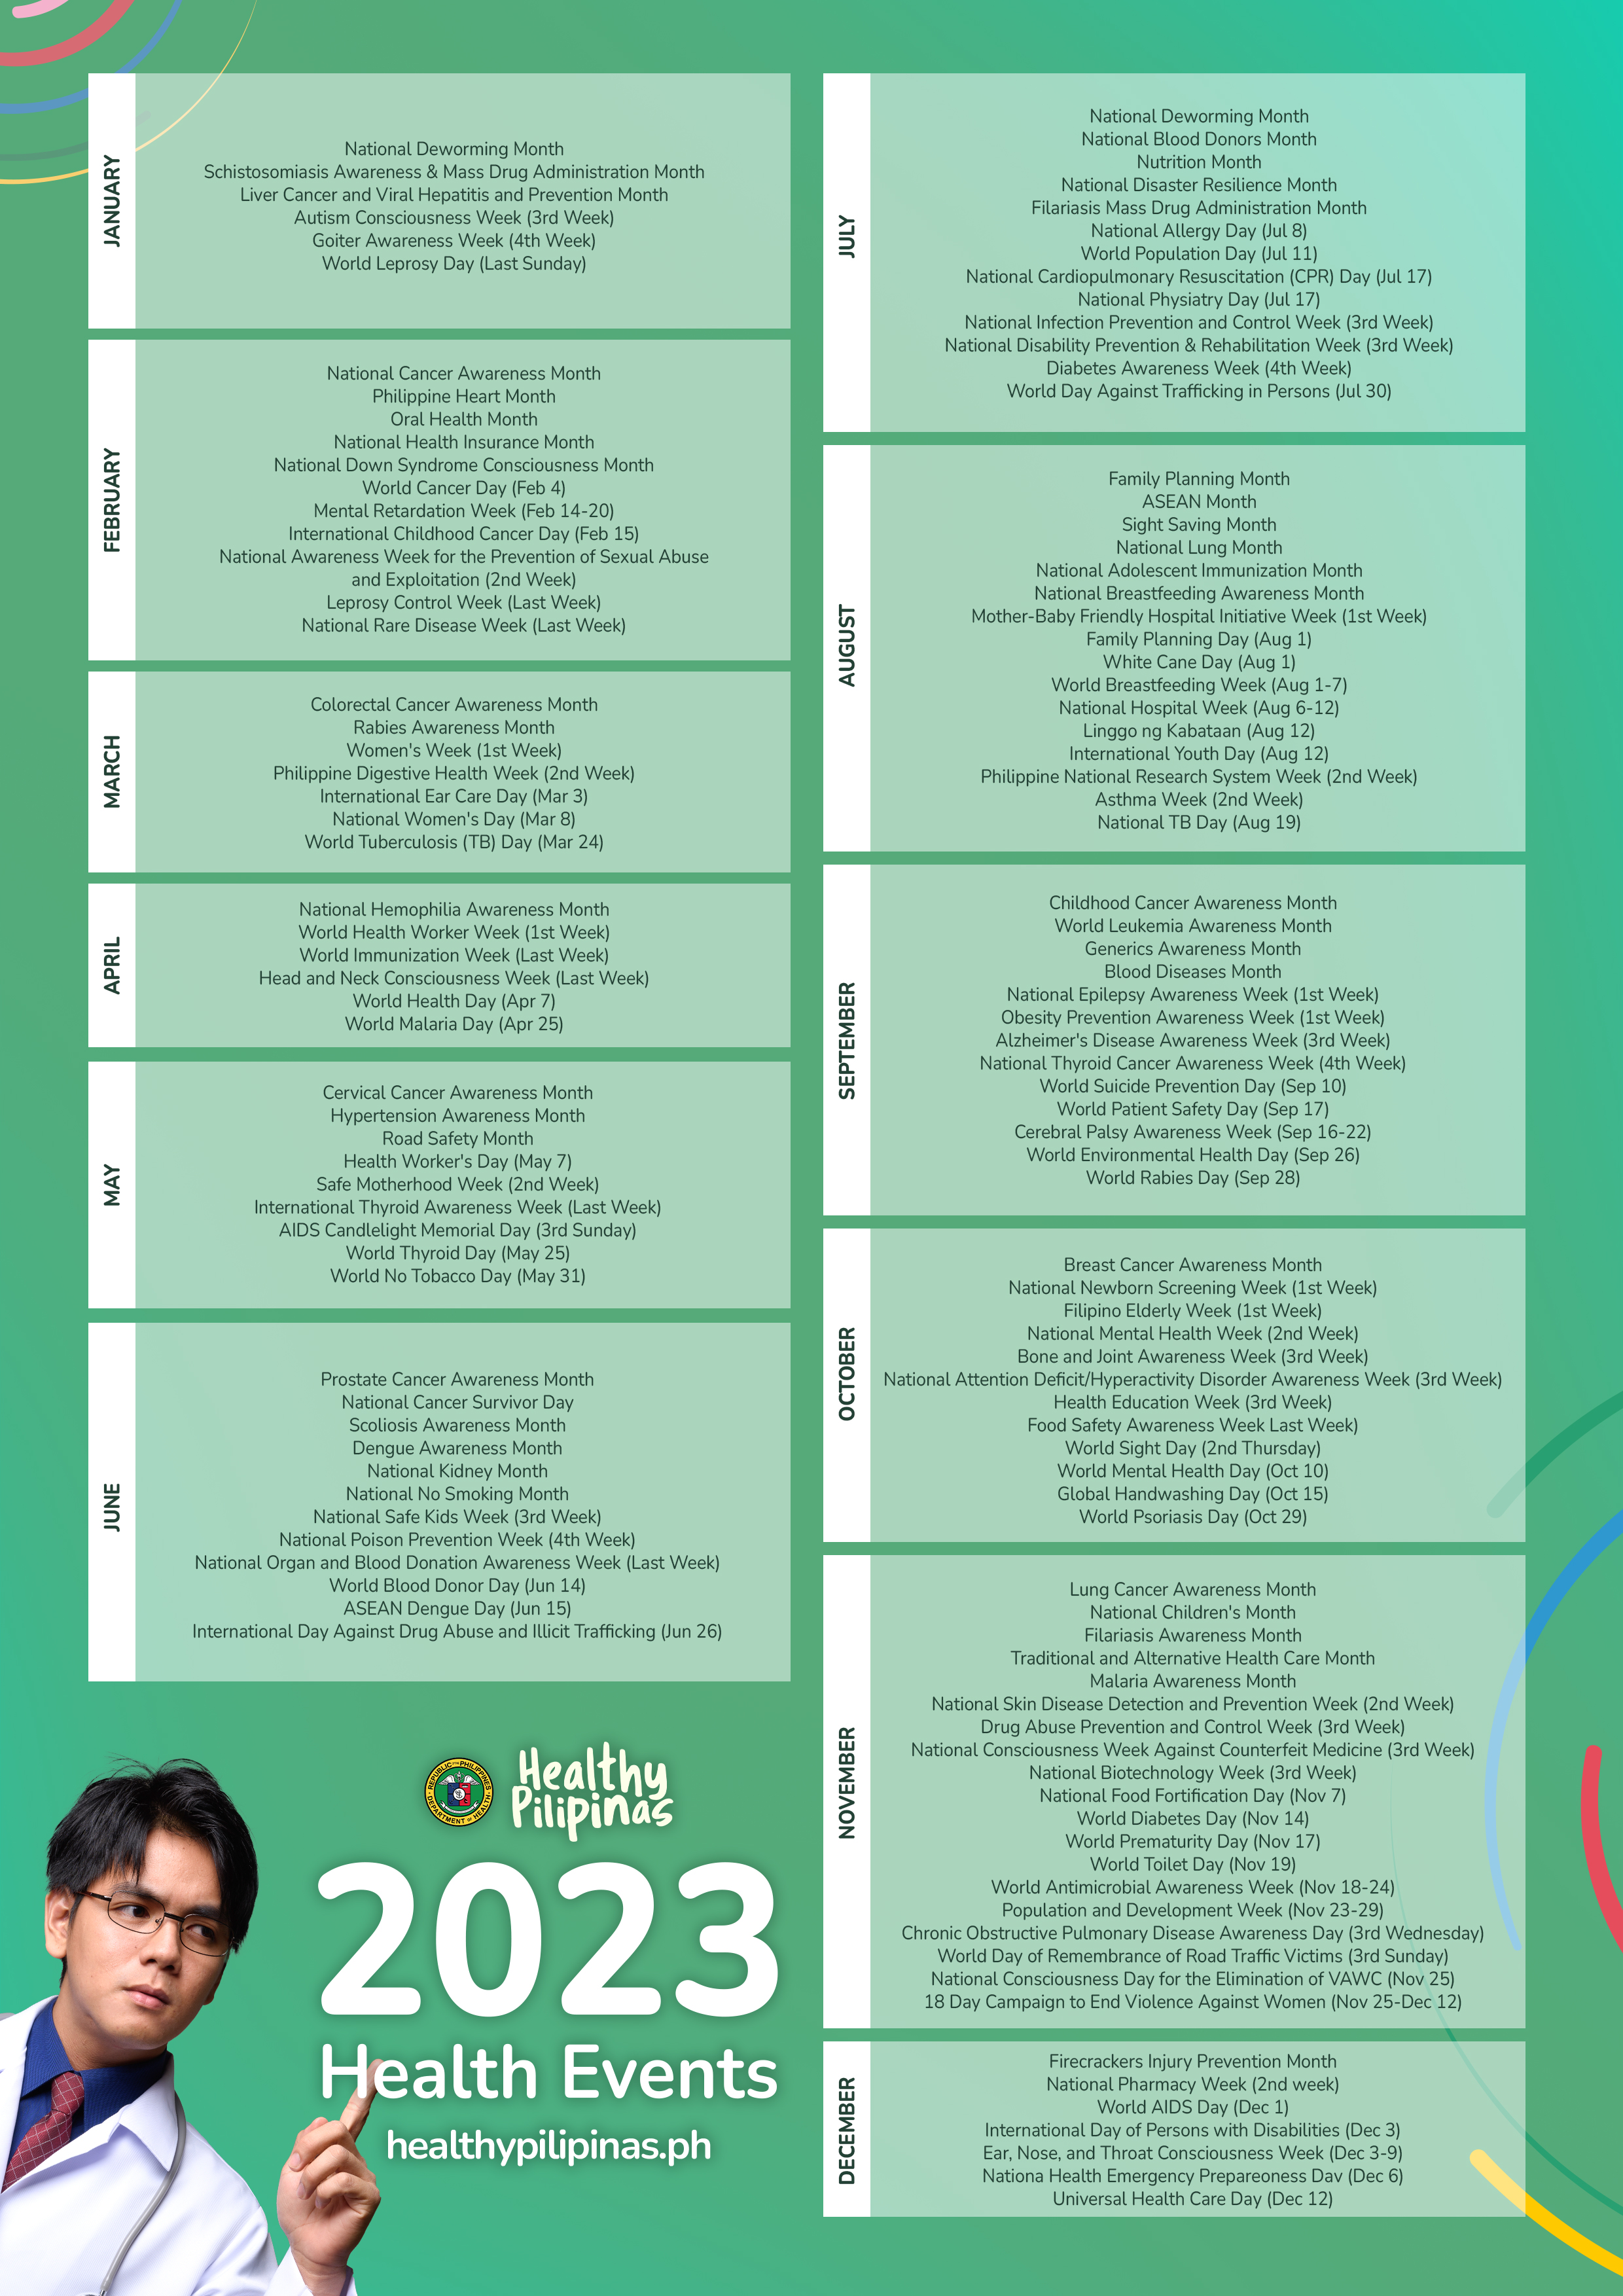 JANUARY
National Deworming Month
Schistosomiasis Awareness & Mass Drug Administration Month
Liver Cancer and Viral Hepatitis and Prevention Month
Autism Consciousness Week (3rd Week)
Goiter Awareness Week (4th Week)
World Leprosy Day (Last Sunday)
FEBRUARY
National Cancer Awareness Month
Philippine Heart Month
Oral Health Month
National Health Insurance Month
National Down Syndrome Consciousness Month
World Cancer Day (Feb 4)
Mental Retardation Week (Feb 14-20)
International Childhood Cancer Day (Feb 15)
National Awareness Week for the Prevention of Sexual Abuse
and Exploitation (2nd Week)
Leprosy Control Week (Last Week)
National Rare Disease Week (Last Week)
MARCH
Colorectal Cancer Awareness Month
Rabies Awareness Month
Women's Week (1st Week)
Philippine Digestive Health Week (2nd Week)
International Ear Care Day (Mar 3)
National Women's Day (Mar 8)
World Tuberculosis (TB) Day (Mar 24)
APRIL
National Hemophilia Awareness Month
World Health Worker Week (1st Week)
World Immunization Week (Last Week)
Head and Neck Consciousness Week (Last Week)
World Health Day (Apr 7)
World Malaria Day (Apr 25)
MAY
Cervical Cancer Awareness Month
Hypertension Awareness Month
Road Safety Month
Health Worker's Day (May 7)
Safe Motherhood Week (2nd Week)
International Thyroid Awareness Week (Last Week)
AIDS Candlelight Memorial Day (3rd Sunday)
World Thyroid Day (May 25)
World No Tobacco Day (May 31)
JUNE
Prostate Cancer Awareness Month
National Cancer Survivor Day
Scoliosis Awareness Month
Dengue Awareness Month
National Kidney Month
National No Smoking Month
National Safe Kids Week (3rd Week)
National Poison Prevention Week (4th Week)
National Organ and Blood Donation Awareness Week (Last Week)
World Blood Donor Day (Jun 14)
ASEAN Dengue Day (Jun 15)
International Day Against Drug Abuse and Illicit Trafficking (Jun 26)
REPUBLIC OF THE PHILIPPINES
DEPARTMENT OF HEALTH
Healthy
Pilipinas
2023
Health Events
healthypilipinas.ph
JULY
National Deworming Month
National Blood Donors Month
Nutrition Month
National Disaster Resilience Month
Filariasis Mass Drug Administration Month
National Allergy Day (Jul 8)
World Population Day (Jul 11)
National Cardiopulmonary Resuscitation (CPR) Day (Jul 17)
National Physiatry Day (Jul 17)
National Infection Prevention and Control Week (3rd Week)
National Disability Prevention & Rehabilitation Week (3rd Week)
Diabetes Awareness Week (4th Week)
World Day Against Trafficking in Persons (Jul 30)
AUGUST
Family Planning Month
ASEAN Month
Sight Saving Month
National Lung Month
National Adolescent Immunization Month
National Breastfeeding Awareness Month
Mother-Baby Friendly Hospital Initiative Week (1st Week)
Family Planning Day (Aug 1)
White Cane Day (Aug 1)
World Breastfeeding Week (Aug 1-7)
National Hospital Week (Aug 6-12)
Linggo ng Kabataan (Aug 12)
International Youth Day (Aug 12)
Philippine National Research System Week (2nd Week)
Asthma Week (2nd Week)
National TB Day (Aug 19)
SEPTEMBER
Childhood Cancer Awareness Month
World Leukemia Awareness Month
Generics Awareness Month
Blood Diseases Month
National Epilepsy Awareness Week (1st Week)
Obesity Prevention Awareness Week (1st Week)
Alzheimer's Disease Awareness Week (3rd Week)
National Thyroid Cancer Awareness Week (4th Week)
World Suicide Prevention Day (Sep 10)
World Patient Safety Day (Sep 17)
Cerebral Palsy Awareness Week (Sep 16-22)
World Environmental Health Day (Sep 26)
World Rabies Day (Sep 28)
OCTOBER
Breast Cancer Awareness Month
National Newborn Screening Week (1st Week)
Filipino Elderly Week (1st Week)
National Mental Health Week (2nd Week)
Bone and Joint Awareness Week (3rd Week)
National Attention Deficit/Hyperactivity Disorder Awareness Week (3rd Week)
Health Education Week (3rd Week)
Food Safety Awareness Week Last Week)
World Sight Day (2nd Thursday)
World Mental Health Day (Oct 10)
Global Handwashing Day (Oct 15)
World Psoriasis Day (Oct 29)
NOVEMBER
Lung Cancer Awareness Month
National Children's Month
Filariasis Awareness Month
Traditional and Alternative Health Care Month
Malaria Awareness Month
National Skin Disease Detection and Prevention Week (2nd Week)
Drug Abuse Prevention and Control Week (3rd Week)
National Consciousness Week Against Counterfeit Medicine (3rd Week)
National Biotechnology Week (3rd Week)
National Food Fortification Day (Nov 7)
World Diabetes Day (Nov 14)
World Prematurity Day (Nov 17)
World Toilet Day (Nov 19)
World Antimicrobial Awareness Week (Nov 18-24)
Population and Development Week (Nov 23-29)
Chronic Obstructive Pulmonary Disease Awareness Day (3rd Wednesday)
World Day of Remembrance of Road Traffic Victims (3rd Sunday)
National Consciousness Day for the Elimination of VAWC (Nov 25)
18 Day Campaign to End Violence Against Women (Nov 25-Dec 12)
DECEMBER
Firecrackers Injury Prevention Month
National Pharmacy Week (2nd week)
World AIDS Day (Dec 1)
International Day of Persons with Disabilities (Dec 3)
Ear, Nose, and Throat Consciousness Week (Dec 3-9)
Nationa Health Emergency Prepareoness Dav (Dec 6)
Universal Health Care Day (Dec 12)